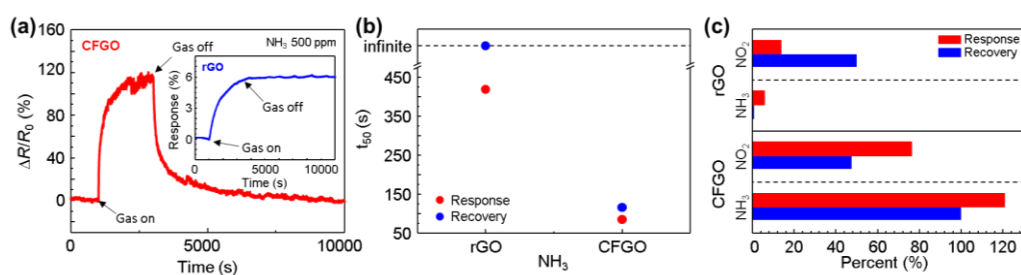 (a)
160
120
80
40
0
ΔR/R₀ (%)
CFGO
Gas off
Gas on
0
5000
10000
Time (s)
NH₃ 500 ppm
rGO
Response (%)
8
6
4
2
0
Gas off
Gas on
0
5000
10000
Time (s)
(b)
infinite
450
350
250
150
50
t₅₀ (s)
Response
Recovery
rGO
CFGO
NH₃
(c)
Response
Recovery
rGO
NO₂
NH₃
CFGO
NO₂
NH₃
0
20
40
60
80
100
120
Percent (%)